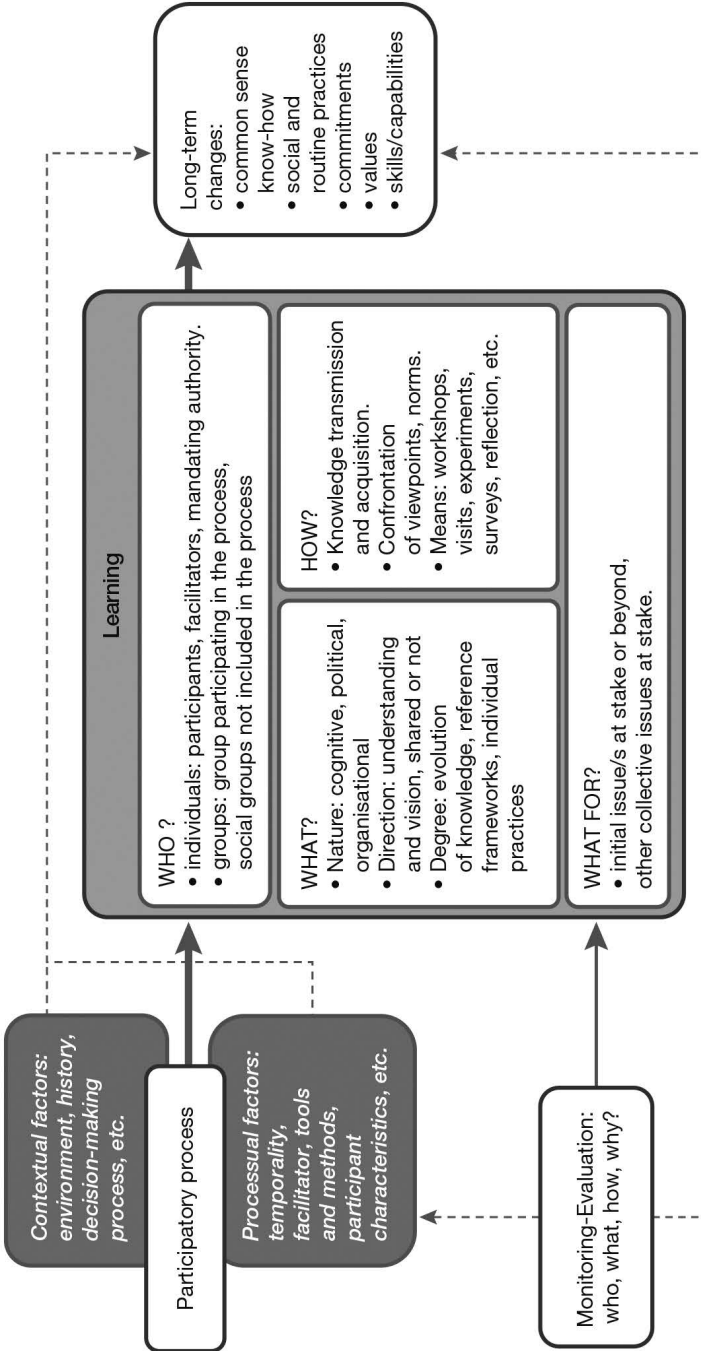 Contextual factors:
environment, history,
decision-making
process, etc.
Participatory process
Processual factors:
temporality,
facilitator, tools
and methods,
participant
characteristics, etc.
Monitoring-Evaluation:
who, what, how, why?
Learning
WHO ?
• individuals: participants, facilitators, mandating authority.
• groups: group participating in the process,
social groups not included in the process
WHAT?
• Nature: cognitive, political,
organisational
• Direction: understanding
and vision, shared or not
• Degree: evolution
of knowledge, reference
frameworks, individual
practices
HOW?
• Knowledge transmission
and acquisition.
• Confrontation
of viewpoints, norms.
• Means: workshops,
visits, experiments,
surveys, reflection, etc.
WHAT FOR?
• initial issue/s at stake or beyond,
other collective issues at stake.
Long-term
changes:
• common sense
know-how
• social and
routine practices
• commitments
• values
• skills/capabilities